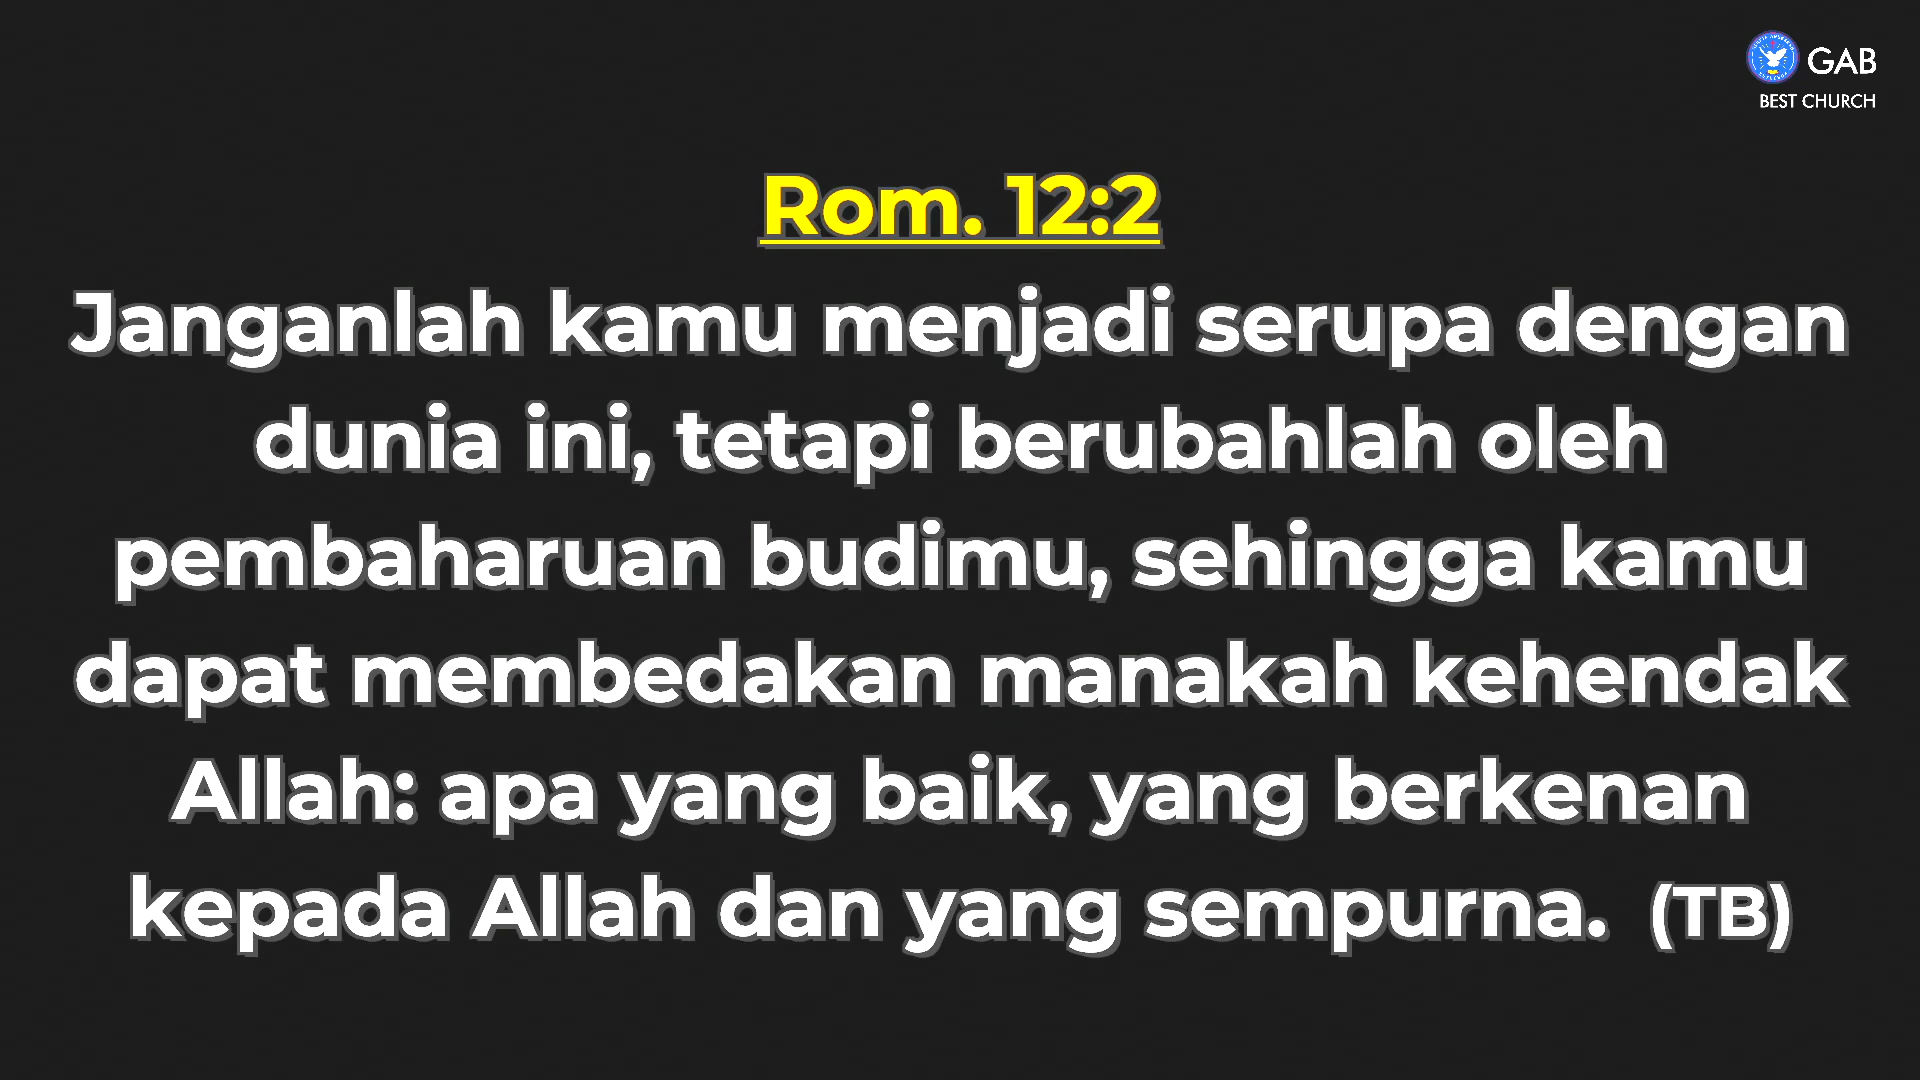 GAB
BEST CHURCH
Rom. 12:2
Janganlah kamu menjadi serupa dengan
dunia ini, tetapi berubahlah oleh
pembaharuan budimu, sehingga kamu
dapat membedakan manakah kehendak
Allah: apa yang baik, yang berkenan
kepada Allah dan yang sempurna.  (TB)